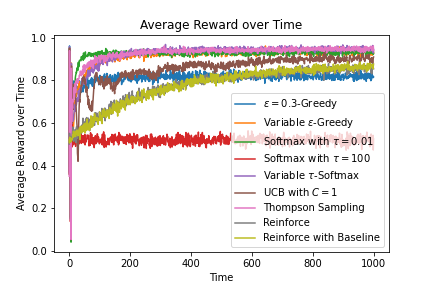 Average Reward over Time
Average Reward over Time
1.0
0.8
0.6
0.4
0.2
0.0
ε = 0.3-Greedy
Variable ε-Greedy
Softmax with τ = 0.01
Softmax with τ = 100
Variable τ-Softmax
UCB with C = 1
Thompson Sampling
Reinforce
Reinforce with Baseline
0 200 400 600 800 1000
Time